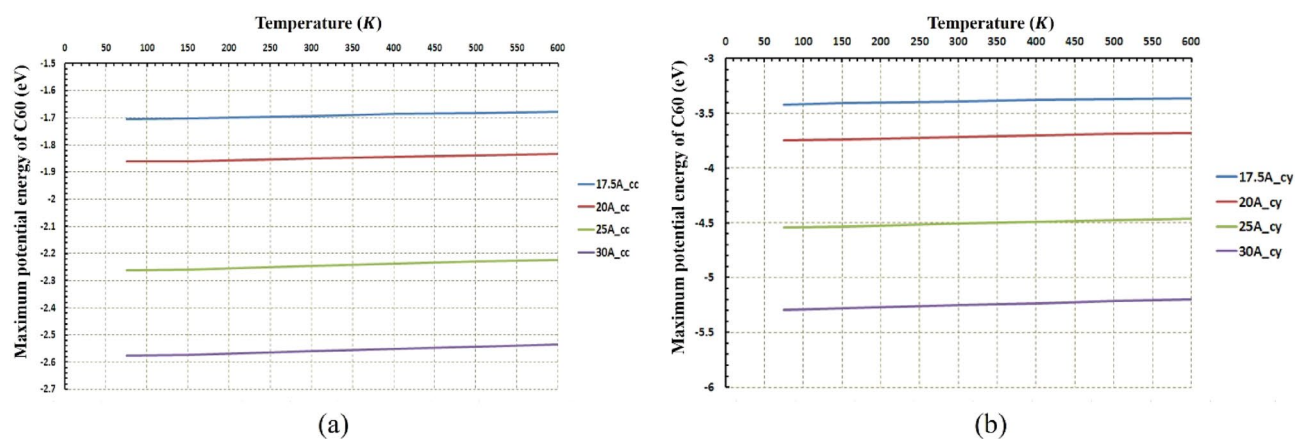 Temperature (K)
0 50 100 150 200 250 300 350 400 450 500 550 600
Maximum potential energy of C60 (eV)
-1.5
-1.6
-1.7
-1.8
-1.9
-2
-2.1
-2.2
-2.3
-2.4
-2.5
-2.6
-2.7
17.5A_cc
20A_cc
25A_cc
30A_cc
(a)
Temperature (K)
0 50 100 150 200 250 300 350 400 450 500 550 600
Maximum potential energy of C60 (eV)
-3
-3.5
-4
-4.5
-5
-5.5
-6
17.5A_cy
20A_cy
25A_cy
30A_cy
(b)